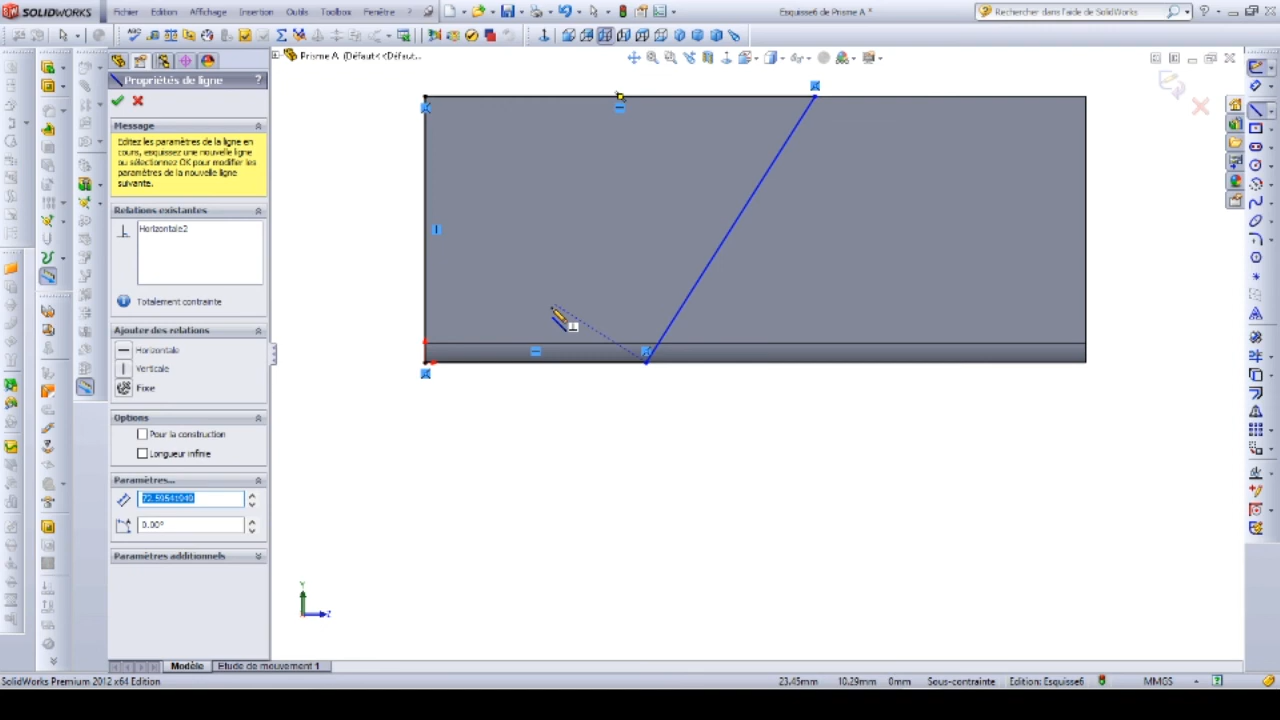 SOLIDWORKS
Fichier Edition Affichage Insertion Outils Toolbox Fenêtre ?
Esquisse6 de Prisme A *
Rechercher dans l'aide de SolidWorks
Prisme A (Défaut<<Défaut...
Propriétés de ligne ?
Message
Editez les paramètres de la ligne en
cours, esquissez une nouvelle ligne
ou sélectionnez OK pour modifier les
paramètres de la nouvelle ligne
suivante.
Relations existantes
Horizontale2
Totalement contrainte
Ajouter des relations
Horizontale
Verticale
Fixe
Options
Pour la construction
Longueur infinie
Paramètres...
0.00°
Paramètres additionnels
Y
Z
Modèle
Etude de mouvement 1
SolidWorks Premium 2012 x64 Edition
23.45mm 10.29mm 0mm Sous-contrainte Edition: Esquisse6 MMGS